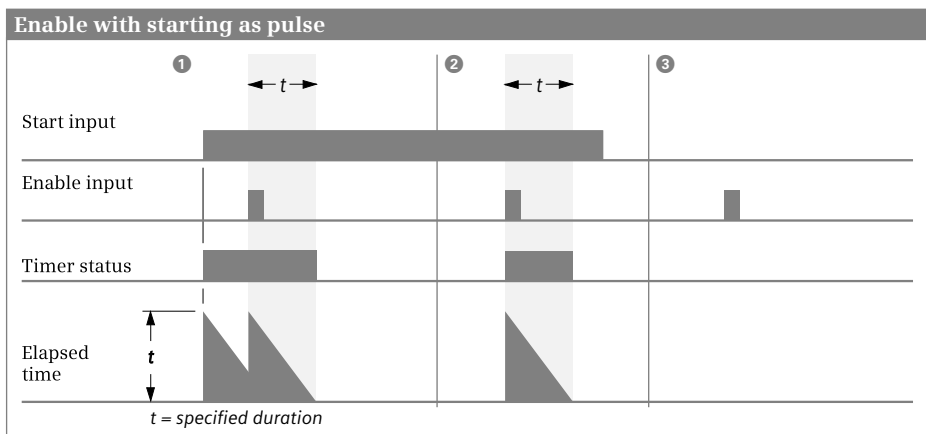 Enable with starting as pulse
1 2 3
t t
Start input
Enable input
Timer status
Elapsed
time
t
t = specified duration